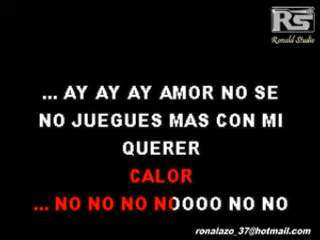 RS
Ronald Studio
... AY AY AY AMOR NO SE
NO JUEGUES MAS CON MI
QUERER
CALOR
... NO NO NO NOOOO NO NO
ronalazo_37@hotmail.com